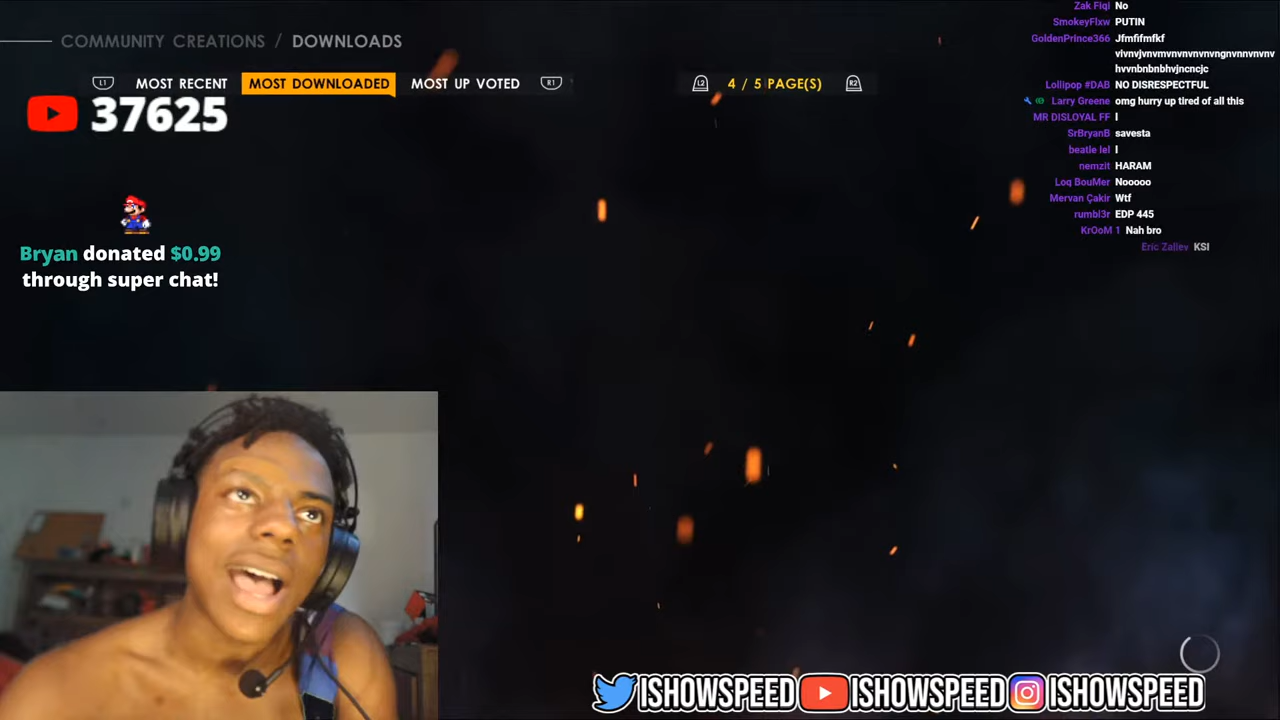 COMMUNITY CREATIONS / DOWNLOADS
L1 MOST RECENT MOST DOWNLOADED MOST UP VOTED R1
L2 4 / 5 PAGE(S) R2
37625
Bryan donated $0.99
through super chat!
Zak Fiqi No
SmokeyFlxw PUTIN
GoldenPrince366 Jfmfifmfkf
vivnvjvnvmvnvnvnvnvngnvnnvnvnv
hvvnbnbnbhvjncncjc
Lollipop #DAB NO DISRESPECTFUL
Larry Greene omg hurry up tired of all this
MR DISLOYAL FF I
SrBryanB savesta
beatle lel I
nemzit HARAM
Loq BouMer Nooooo
Mervan Çakir Wtf
rumbl3r EDP 445
KrOoM 1 Nah bro
Eric Zaliev KSI
ISHOWSPEED ISHOWSPEED ISHOWSPEED